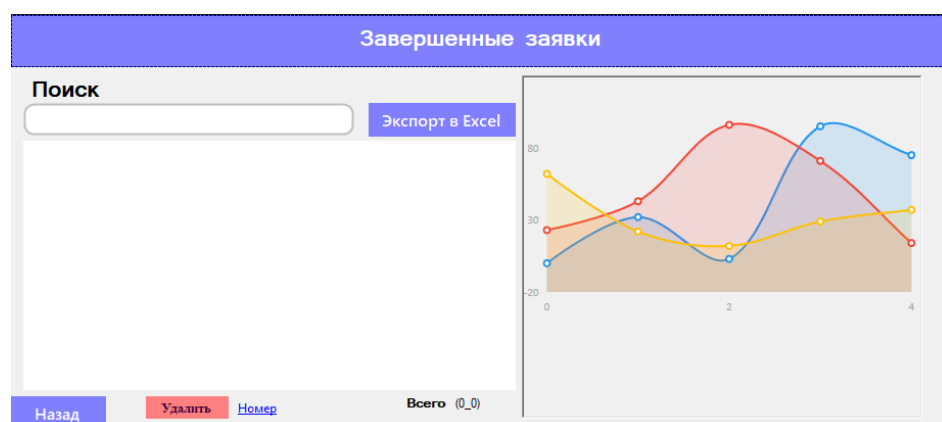 Завершенные заявки
Поиск
Экспорт в Excel
80
30
-20
0 2 4
Назад
Удалить
Номер
Всего (0_0)